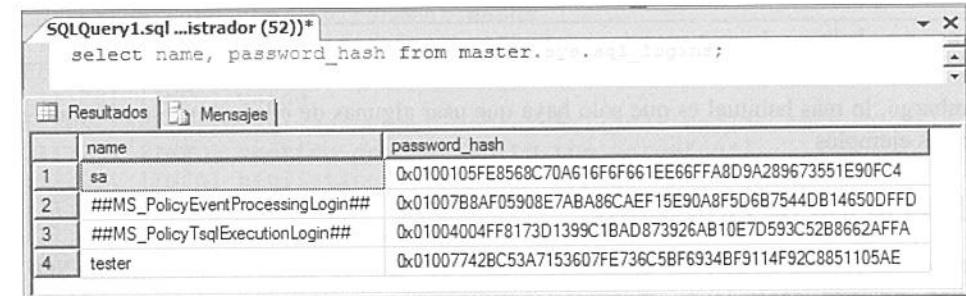 SQLQuery1.sql ...istrador (52))*
select name, password_hash from master. . ;
Resultados Mensajes
name password_hash
1 sa 0x0100105FE8568C70A616F6F661EE66FFA8D9A289673551E90FC4
2 ##MS_PolicyEventProcessingLogin## 0x01007B8AF05908E7ABA86CAEF15E90A8F5D6B7544DB14650DFFD
3 ##MS_PolicyTsqlExecutionLogin## 0x01004004FF8173D1399C1BAD873926AB10E7D593C52B8662AFFA
4 tester 0x01007742BC53A7153607FE736C5BF6934BF9114F92C8851105AE